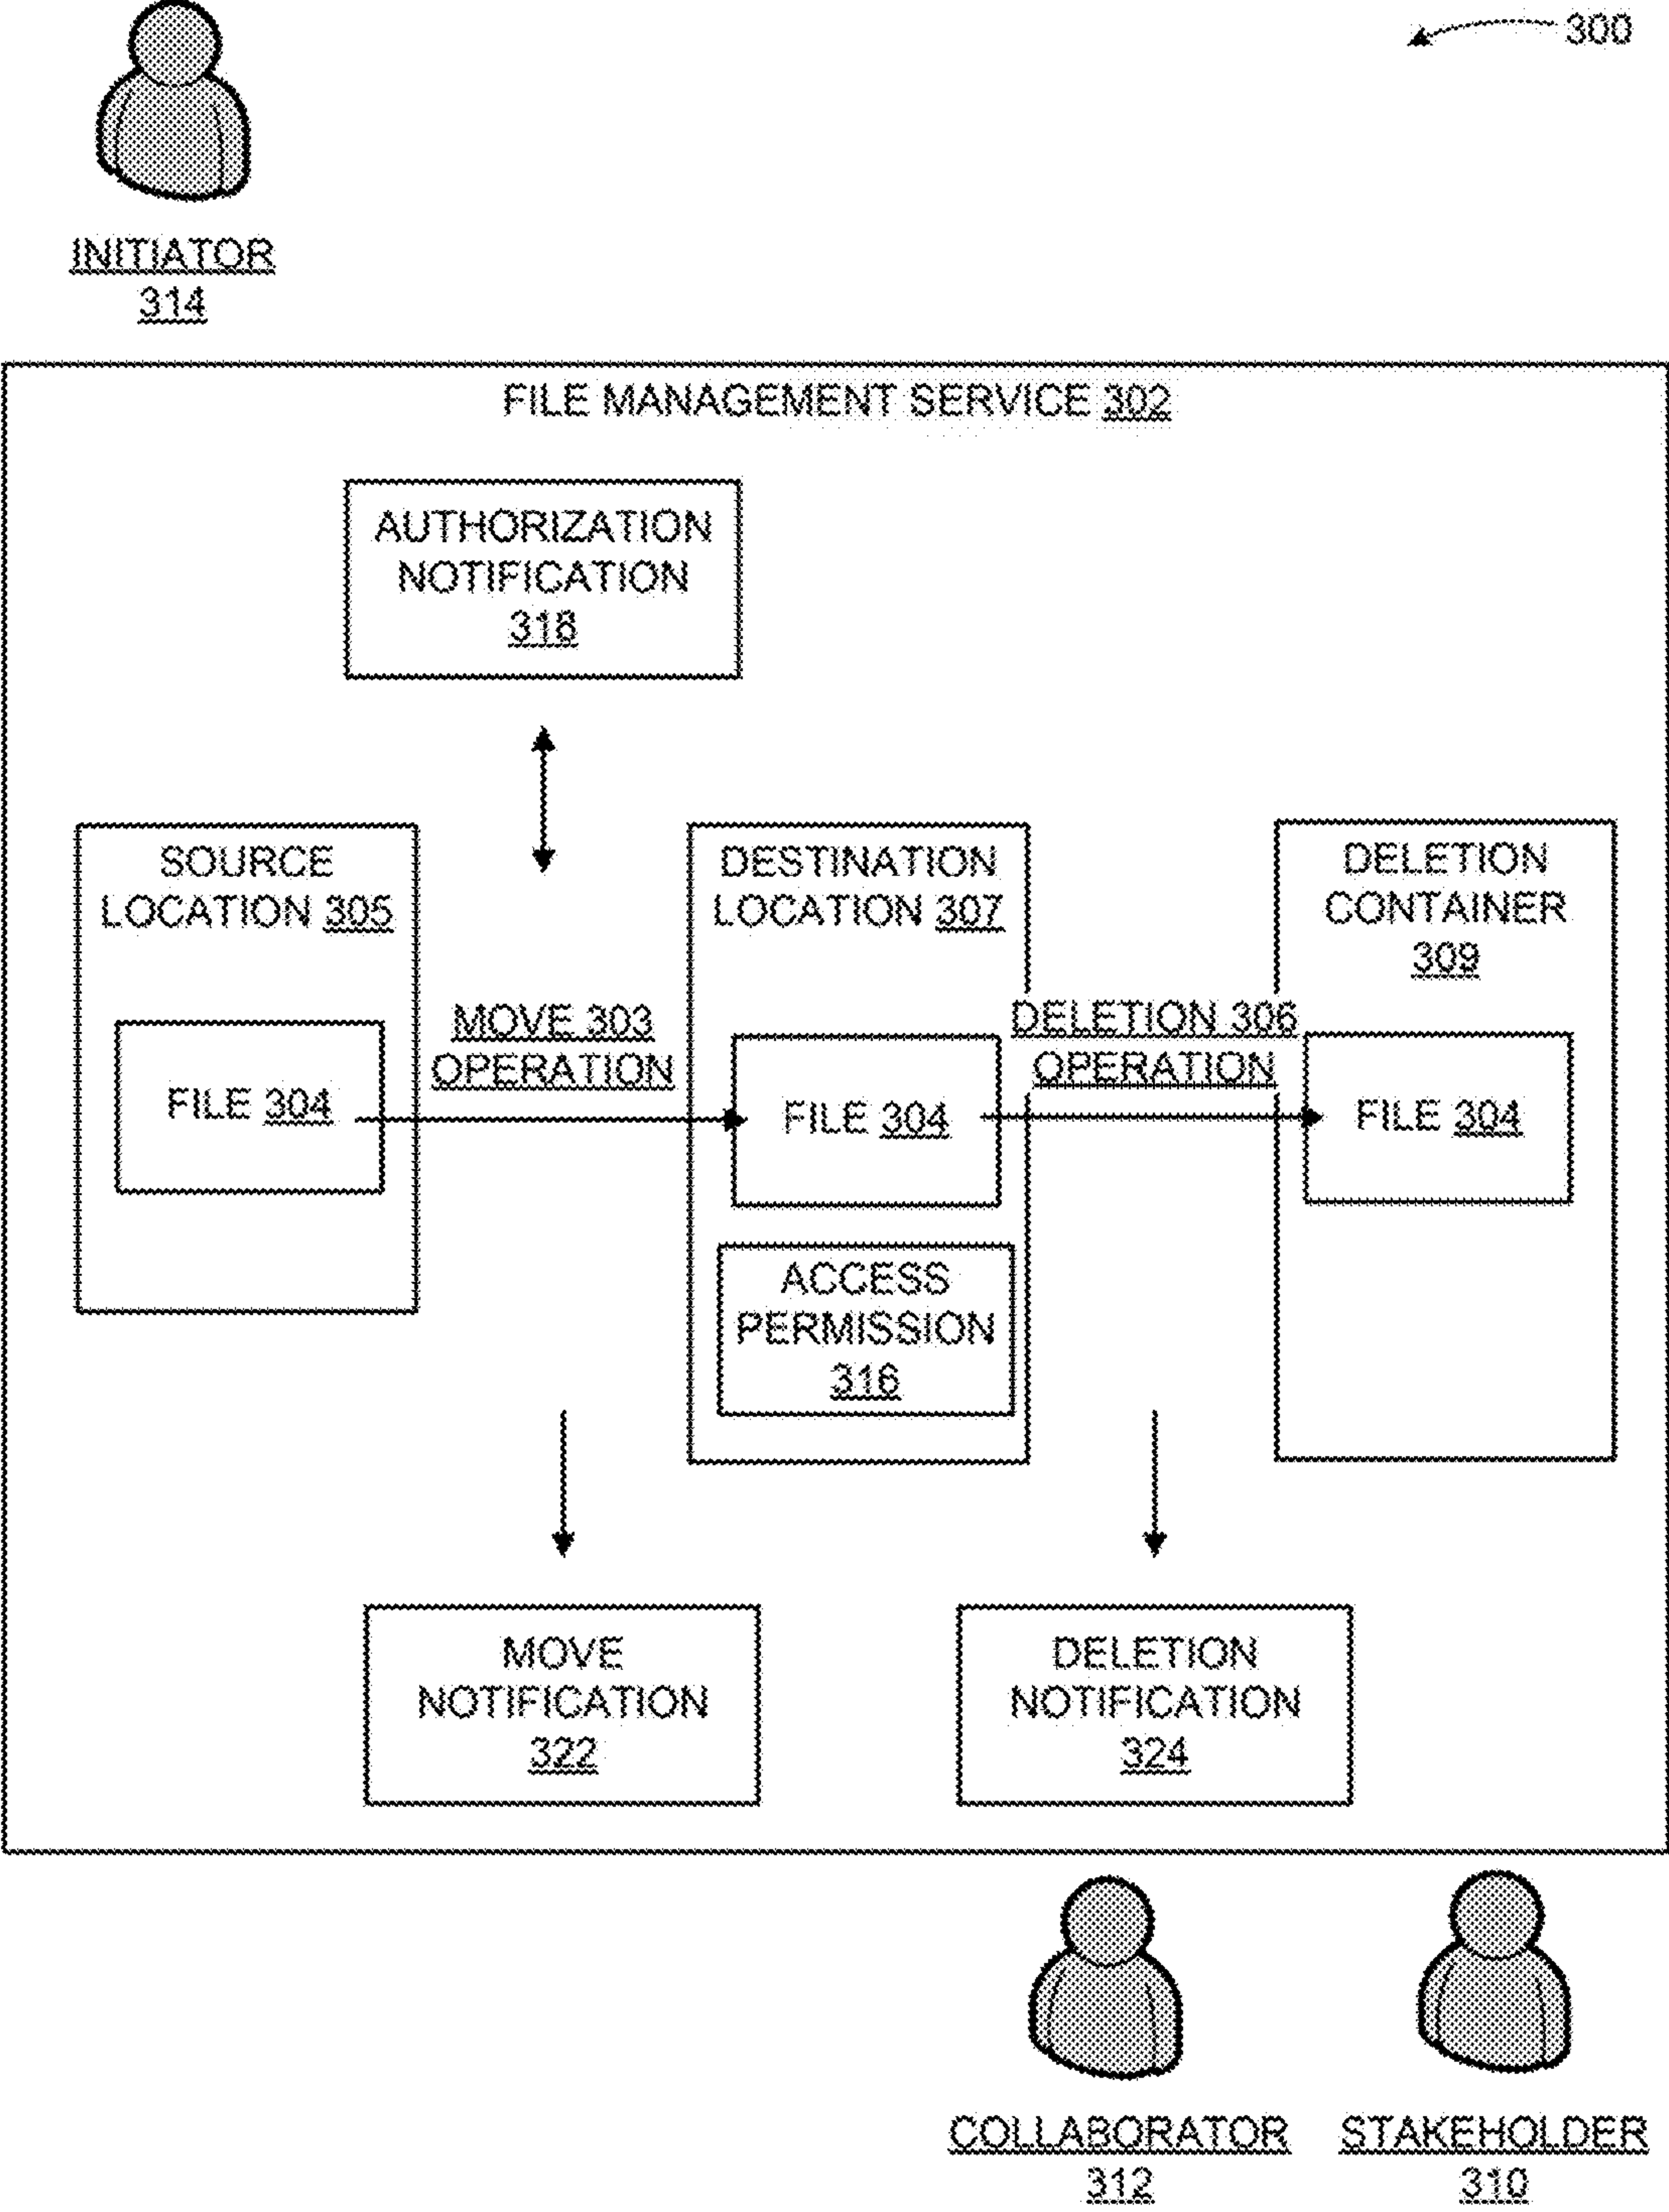 300
INITIATOR
314
FILE MANAGEMENT SERVICE 302
AUTHORIZATION
NOTIFICATION
318
SOURCE
LOCATION 305
DESTINATION
LOCATION 307
DELETION
CONTAINER
309
MOVE 303
OPERATION
DELETION 306
OPERATION
FILE 304
FILE 304
FILE 304
ACCESS
PERMISSION
316
MOVE
NOTIFICATION
322
DELETION
NOTIFICATION
324
COLLABORATOR
312
STAKEHOLDER
310